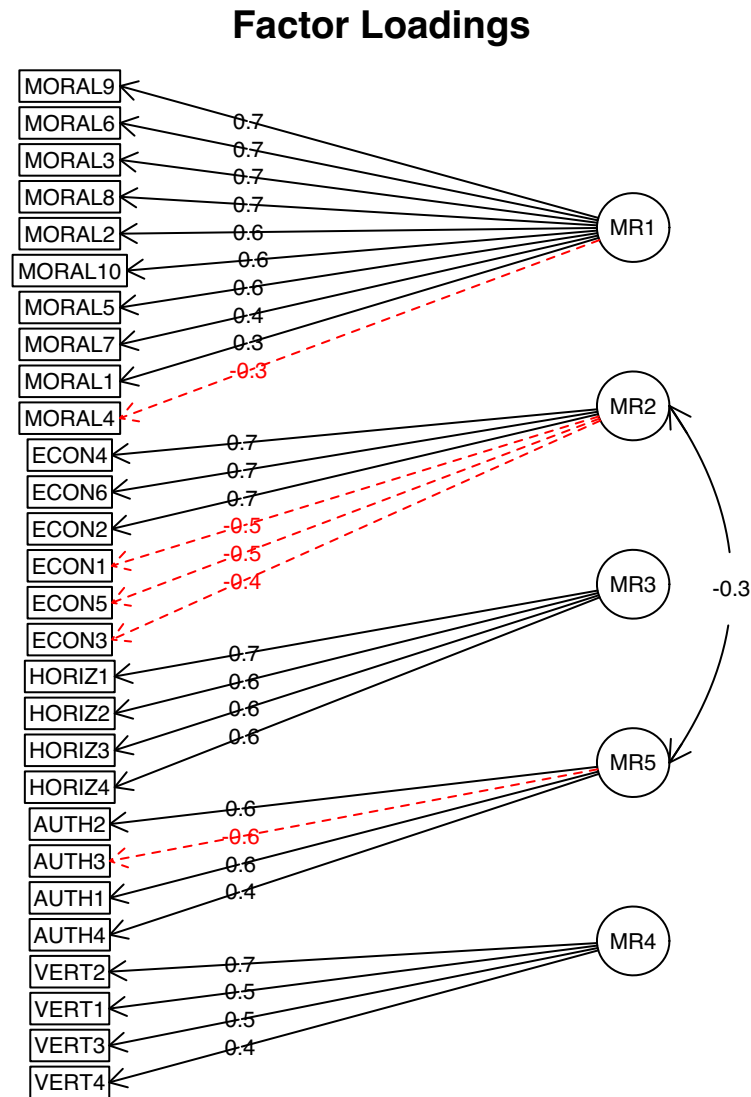 Factor Loadings
MORAL9
MORAL6
MORAL3
MORAL8
MORAL2
MORAL10
MORAL5
MORAL7
MORAL1
MORAL4
ECON4
ECON6
ECON2
ECON1
ECON5
ECON3
HORIZ1
HORIZ2
HORIZ3
HORIZ4
AUTH2
AUTH3
AUTH1
AUTH4
VERT2
VERT1
VERT3
VERT4
0.7
0.7
0.7
0.7
0.6
0.6
0.6
0.4
0.3
-0.3
0.7
0.7
0.7
-0.5
-0.5
-0.4
0.7
0.6
0.6
0.6
0.6
-0.6
0.6
0.4
0.7
0.5
0.5
0.4
MR1
MR2
MR3
MR5
MR4
-0.3